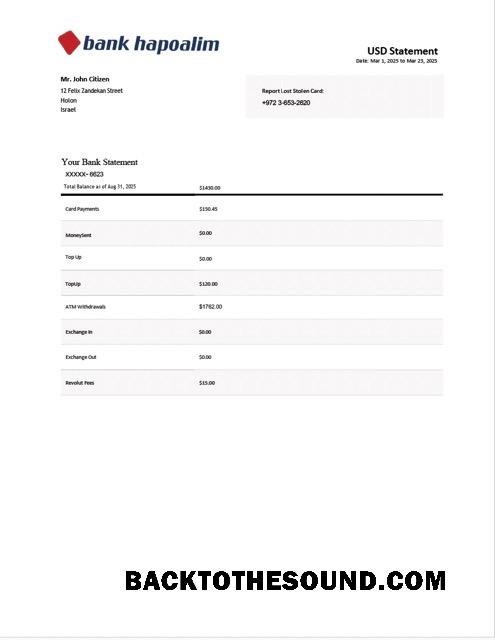 bank hapoalim
USD Statement
Date: Mar 1, 2025 to Mar 23, 2025
Mr. John Citizen
12 Felix Zandekan Street
Holon
Israel
Report Lost Stolen Card:
+972 3-653-2620
Your Bank Statement
XXXXX- 6623
Total Balance as of Aug 31, 2025 $1430.00
Card Payments $150.45
MoneySent $0.00
Top Up $0.00
TopUp $120.00
ATM Withdrawals $1762.00
Exchange In $0.00
Exchange Out $0.00
Revolut Fees $15.00
BACKTOTHESOUND.COM